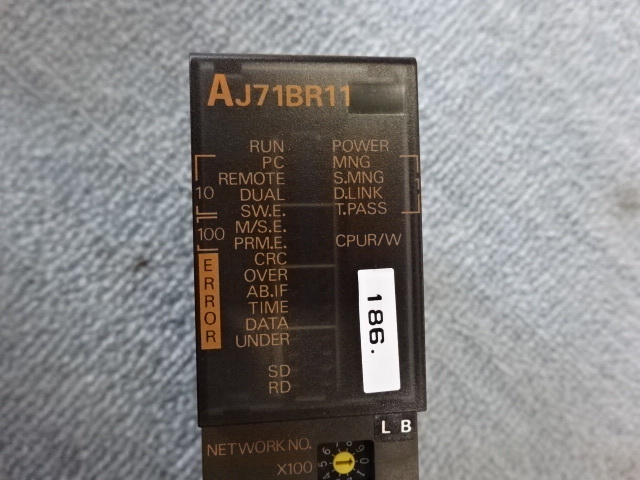 AJ71BR11
RUN POWER
PC MNG
REMOTE S.MNG
10 DUAL D.LINK
SW.E. T.PASS
100 M/S.E.
PRM.E. CPUR/W
CRC
ERROR
OVER
AB.IF
TIME
DATA
UNDER
186.
SD
RD
L B
NETWORK NO.
X100